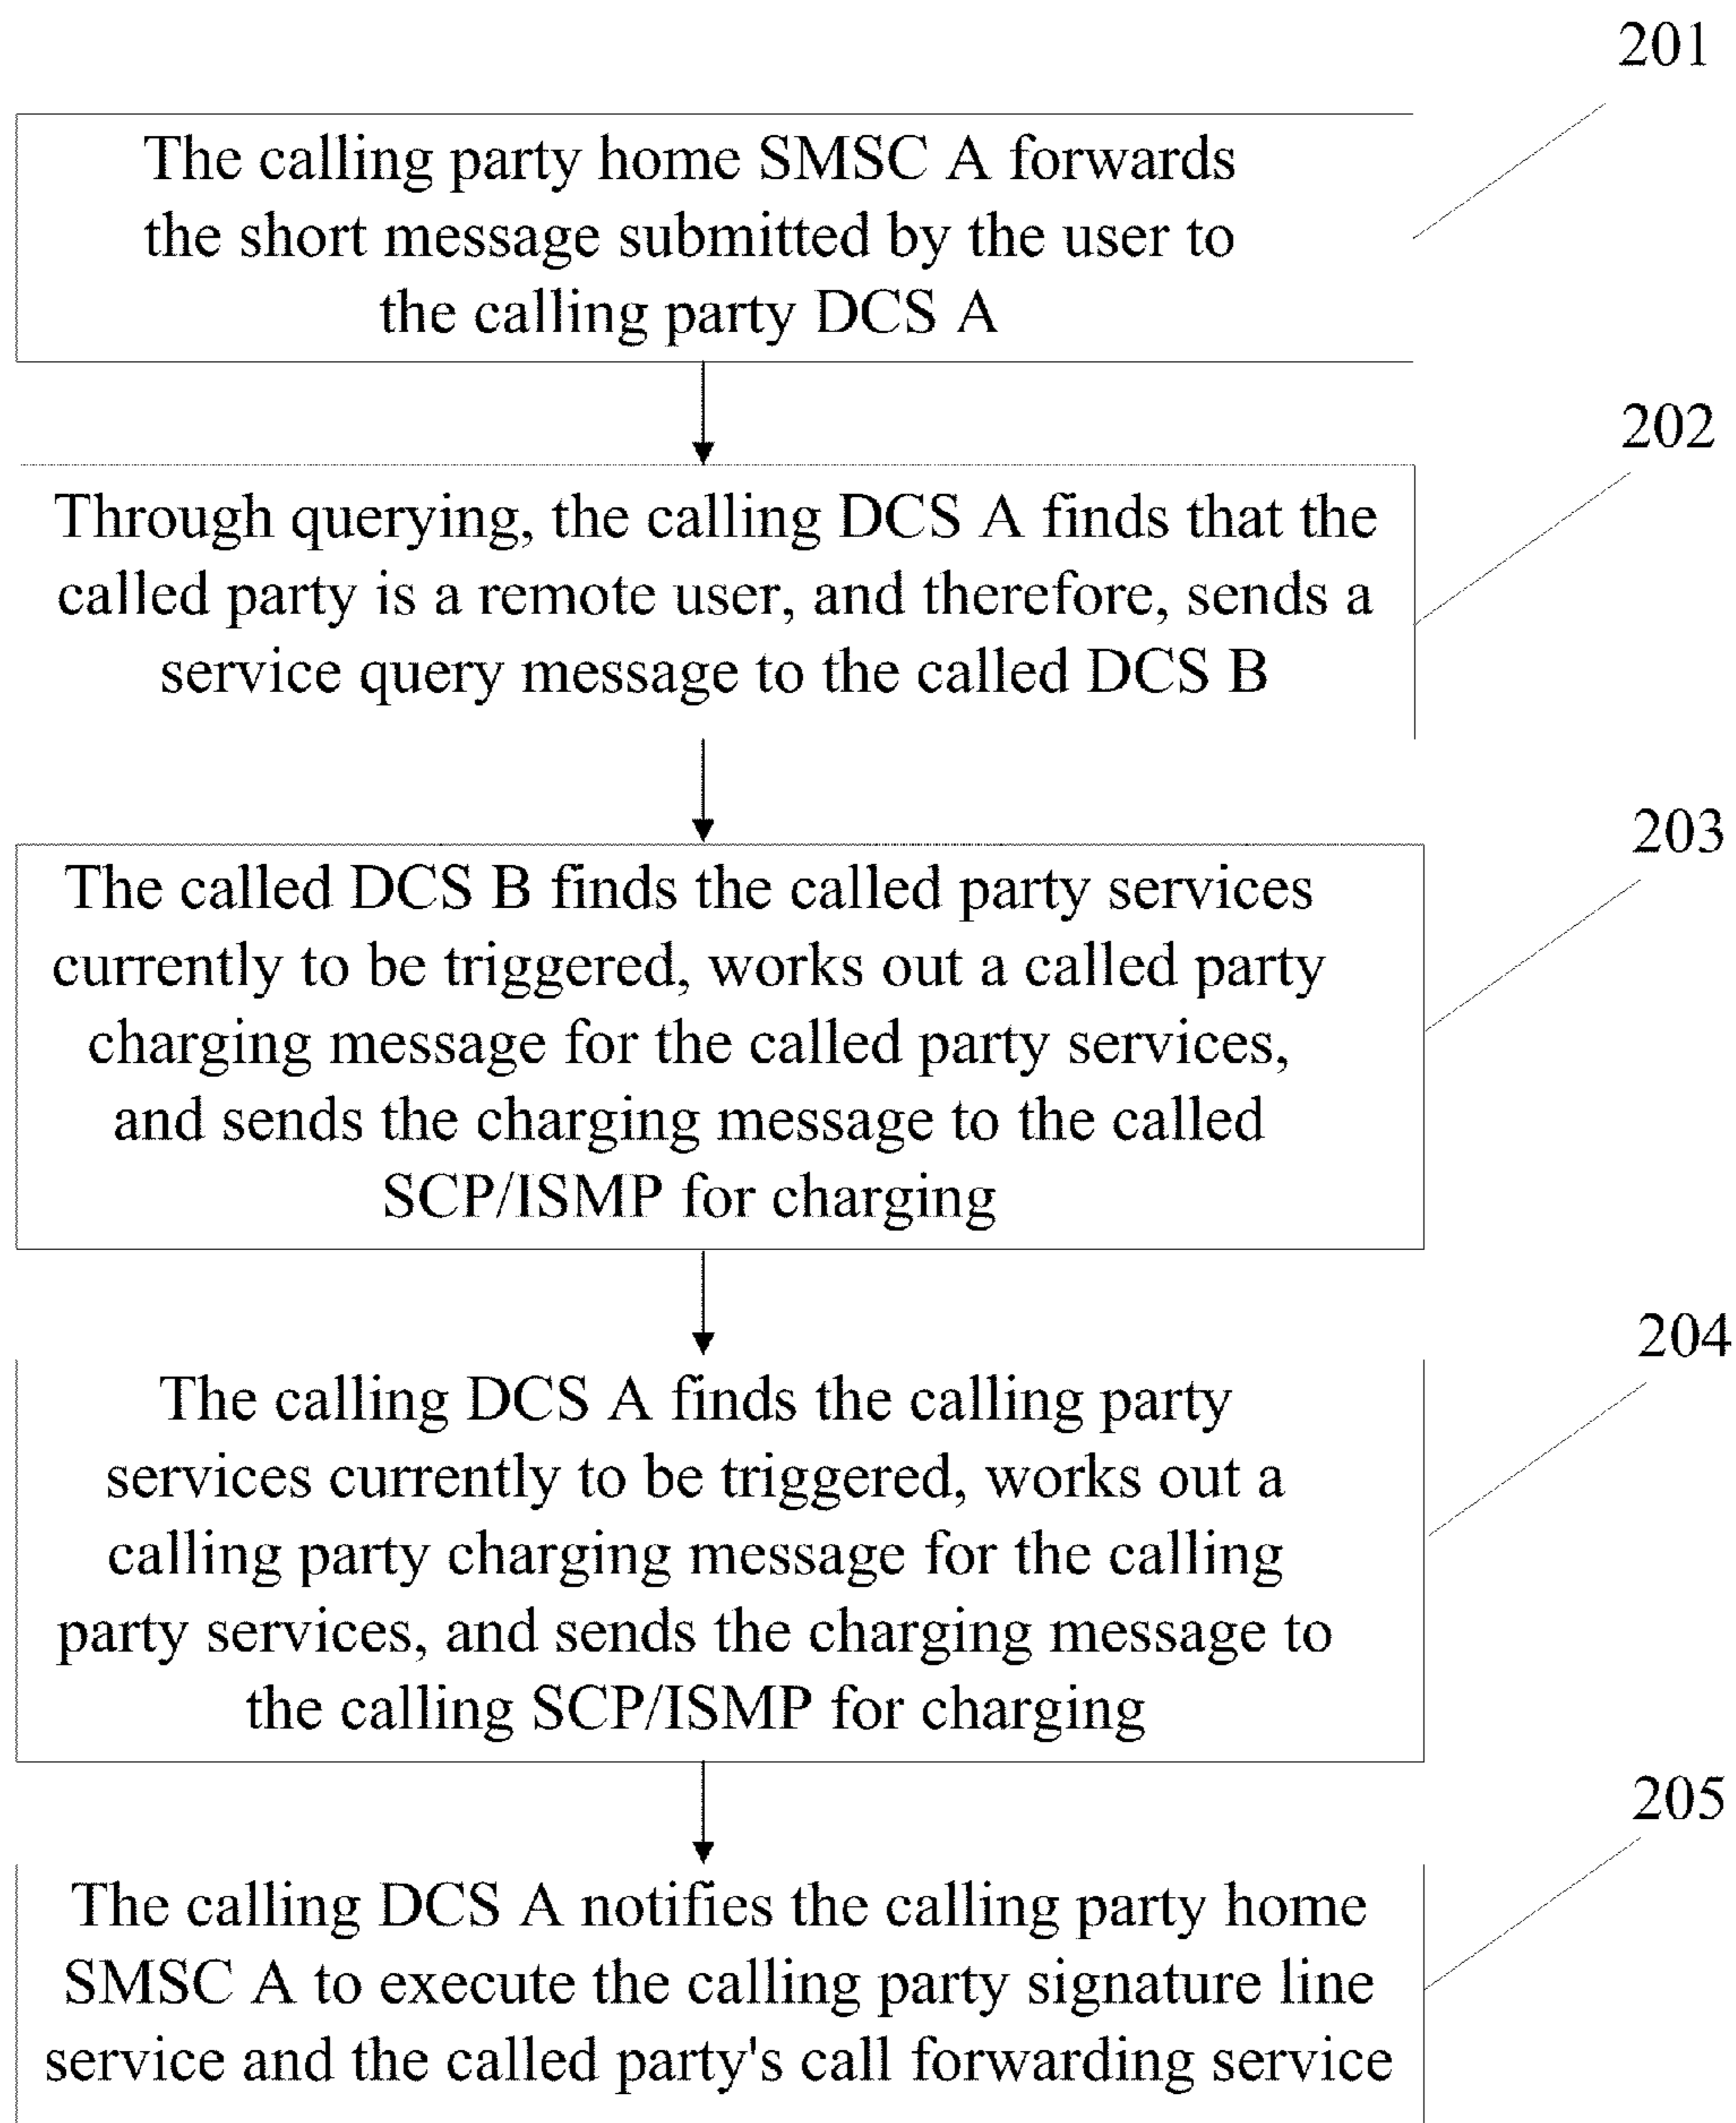 201
The calling party home SMSC A forwards
the short message submitted by the user to
the calling party DCS A
202
Through querying, the calling DCS A finds that the
called party is a remote user, and therefore, sends a
service query message to the called DCS B
203
The called DCS B finds the called party services
currently to be triggered, works out a called party
charging message for the called party services,
and sends the charging message to the called
SCP/ISMP for charging
204
The calling DCS A finds the calling party
services currently to be triggered, works out a
calling party charging message for the calling
party services, and sends the charging message to
the calling SCP/ISMP for charging
205
The calling DCS A notifies the calling party home
SMSC A to execute the calling party signature line
service and the called party's call forwarding service